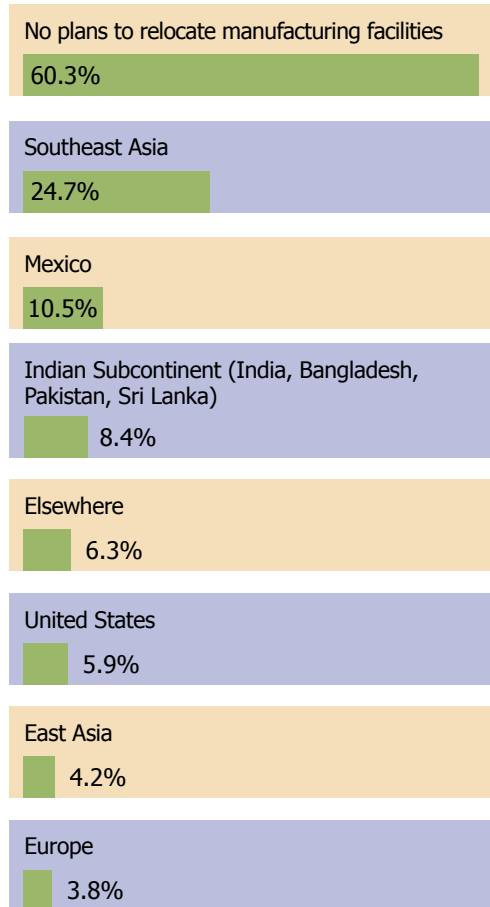 No plans to relocate manufacturing facilities
60.3%
Southeast Asia
24.7%
Mexico
10.5%
Indian Subcontinent (India, Bangladesh,
Pakistan, Sri Lanka)
8.4%
Elsewhere
6.3%
United States
5.9%
East Asia
4.2%
Europe
3.8%